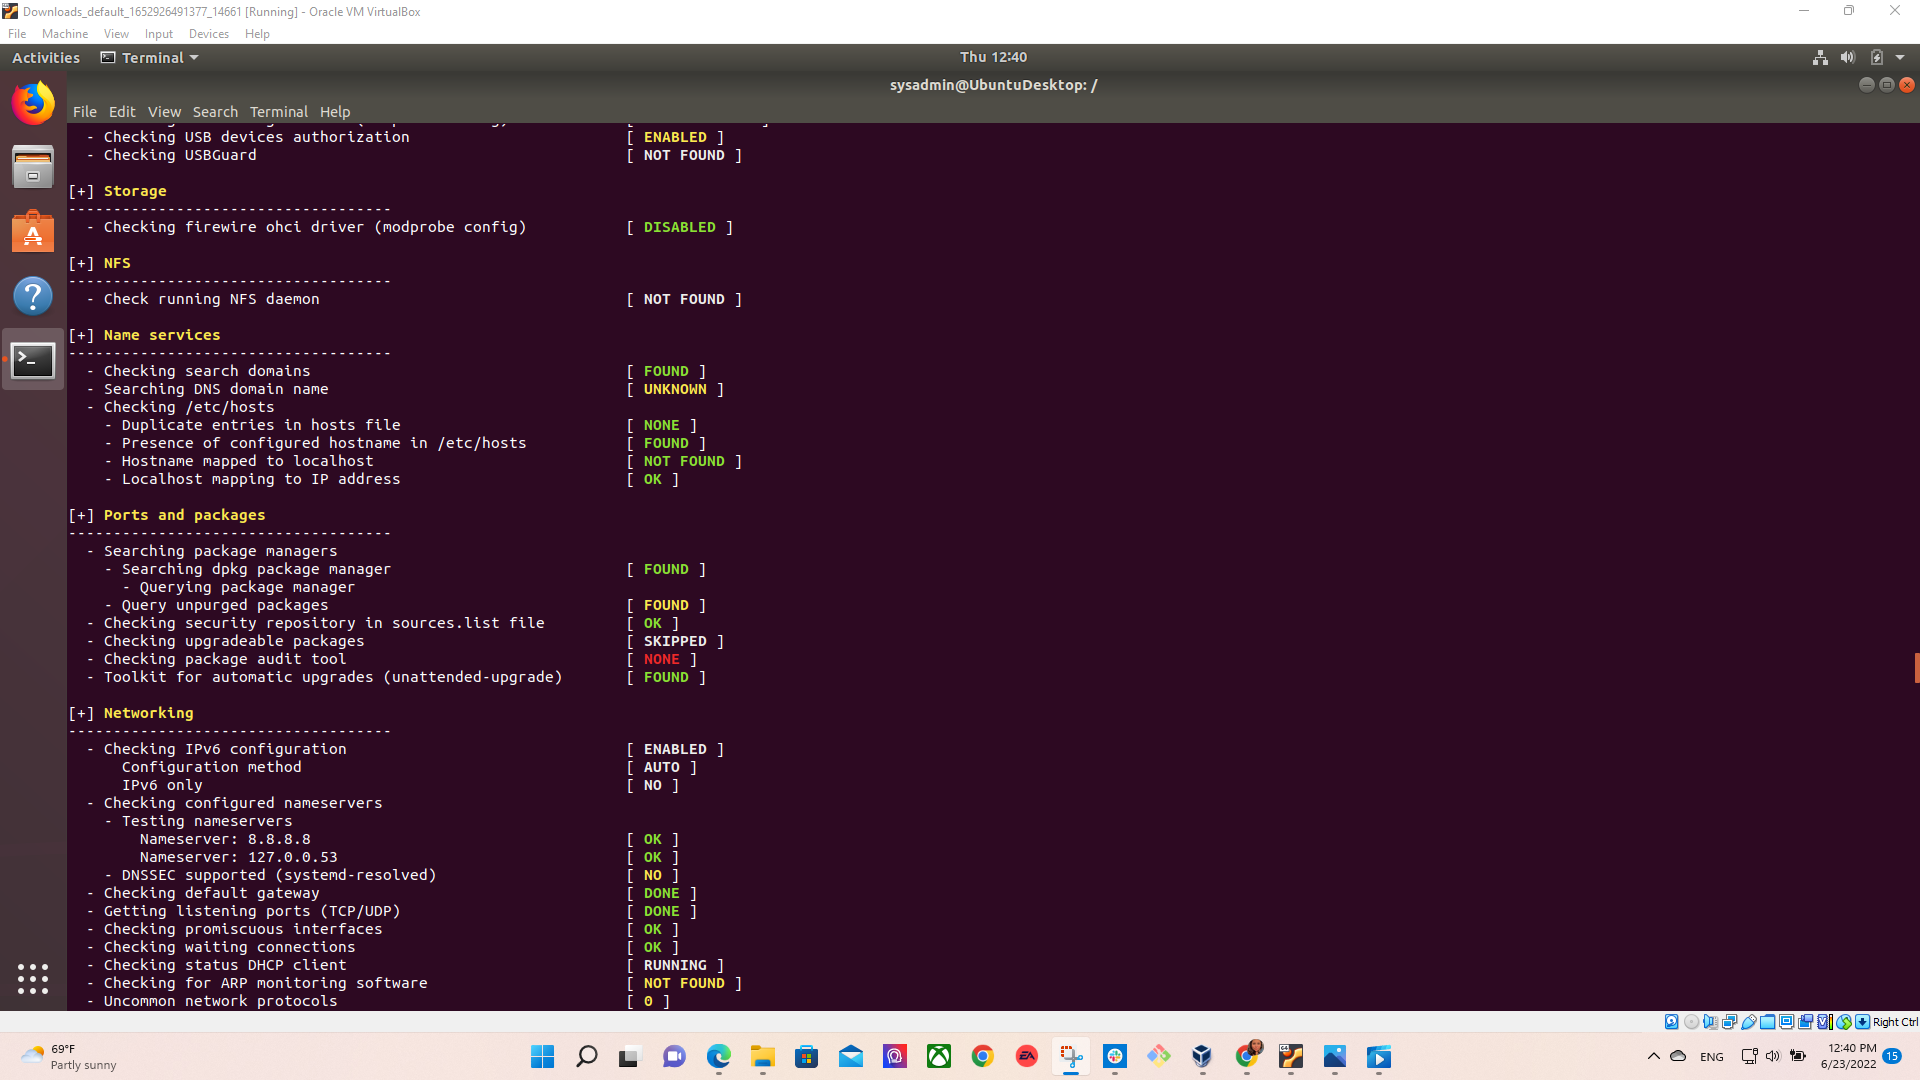 Downloads_default_1652926491377_14661 [Running] - Oracle VM VirtualBox
File Machine View Input Devices Help
Activities Terminal Thu 12:40
sysadmin@UbuntuDesktop: /
File Edit View Search Terminal Help
- Checking USB devices authorization [ ENABLED ]
- Checking USBGuard [ NOT FOUND ]
[+] Storage
------------------------------------
- Checking firewire ohci driver (modprobe config) [ DISABLED ]
[+] NFS
------------------------------------
- Check running NFS daemon [ NOT FOUND ]
[+] Name services
------------------------------------
- Checking search domains [ FOUND ]
- Searching DNS domain name [ UNKNOWN ]
- Checking /etc/hosts
- Duplicate entries in hosts file [ NONE ]
- Presence of configured hostname in /etc/hosts [ FOUND ]
- Hostname mapped to localhost [ NOT FOUND ]
- Localhost mapping to IP address [ OK ]
[+] Ports and packages
------------------------------------
- Searching package managers
- Searching dpkg package manager [ FOUND ]
- Querying package manager
- Query unpurged packages [ FOUND ]
- Checking security repository in sources.list file [ OK ]
- Checking upgradeable packages [ SKIPPED ]
- Checking package audit tool [ NONE ]
- Toolkit for automatic upgrades (unattended-upgrade) [ FOUND ]
[+] Networking
------------------------------------
- Checking IPv6 configuration [ ENABLED ]
Configuration method [ AUTO ]
IPv6 only [ NO ]
- Checking configured nameservers
- Testing nameservers
Nameserver: 8.8.8.8 [ OK ]
Nameserver: 127.0.0.53 [ OK ]
- DNSSEC supported (systemd-resolved) [ NO ]
- Checking default gateway [ DONE ]
- Getting listening ports (TCP/UDP) [ DONE ]
- Checking promiscuous interfaces [ OK ]
- Checking waiting connections [ OK ]
- Checking status DHCP client [ RUNNING ]
- Checking for ARP monitoring software [ NOT FOUND ]
- Uncommon network protocols [ 0 ]
Right Ctrl
69°F
Partly sunny
ENG
12:40 PM
6/23/2022
15